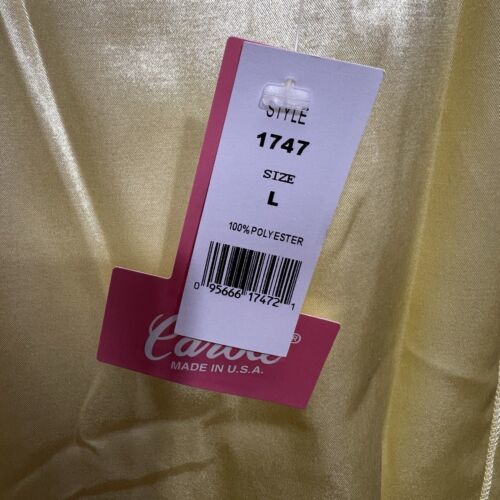 STYLE
1747
SIZE
L
100% POLYESTER
0 95666 17472 1
Carole ®
MADE IN U.S.A.